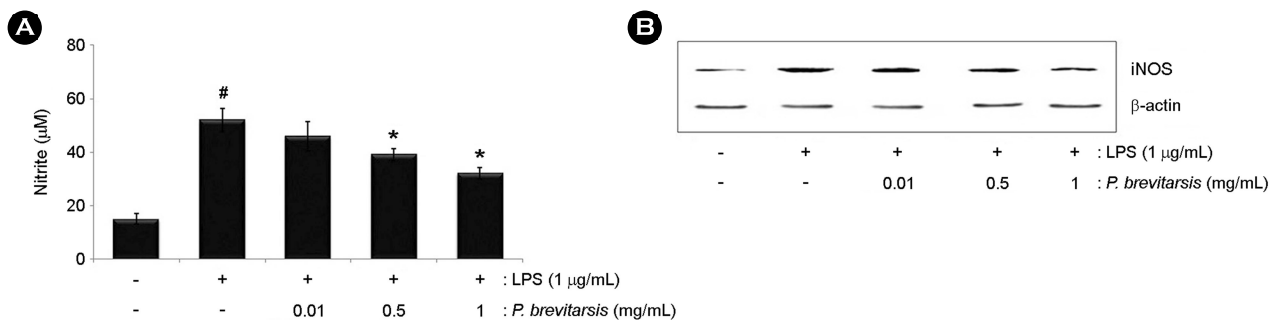 A
80
60
40
20
0
Nitrite (μM)
#
*
*
- + + + + : LPS (1 μg/mL)
- - 0.01 0.5 1 : P. brevitarsis (mg/mL)
B
iNOS
β-actin
- + + + + : LPS (1 μg/mL)
- - 0.01 0.5 1 : P. brevitarsis (mg/mL)